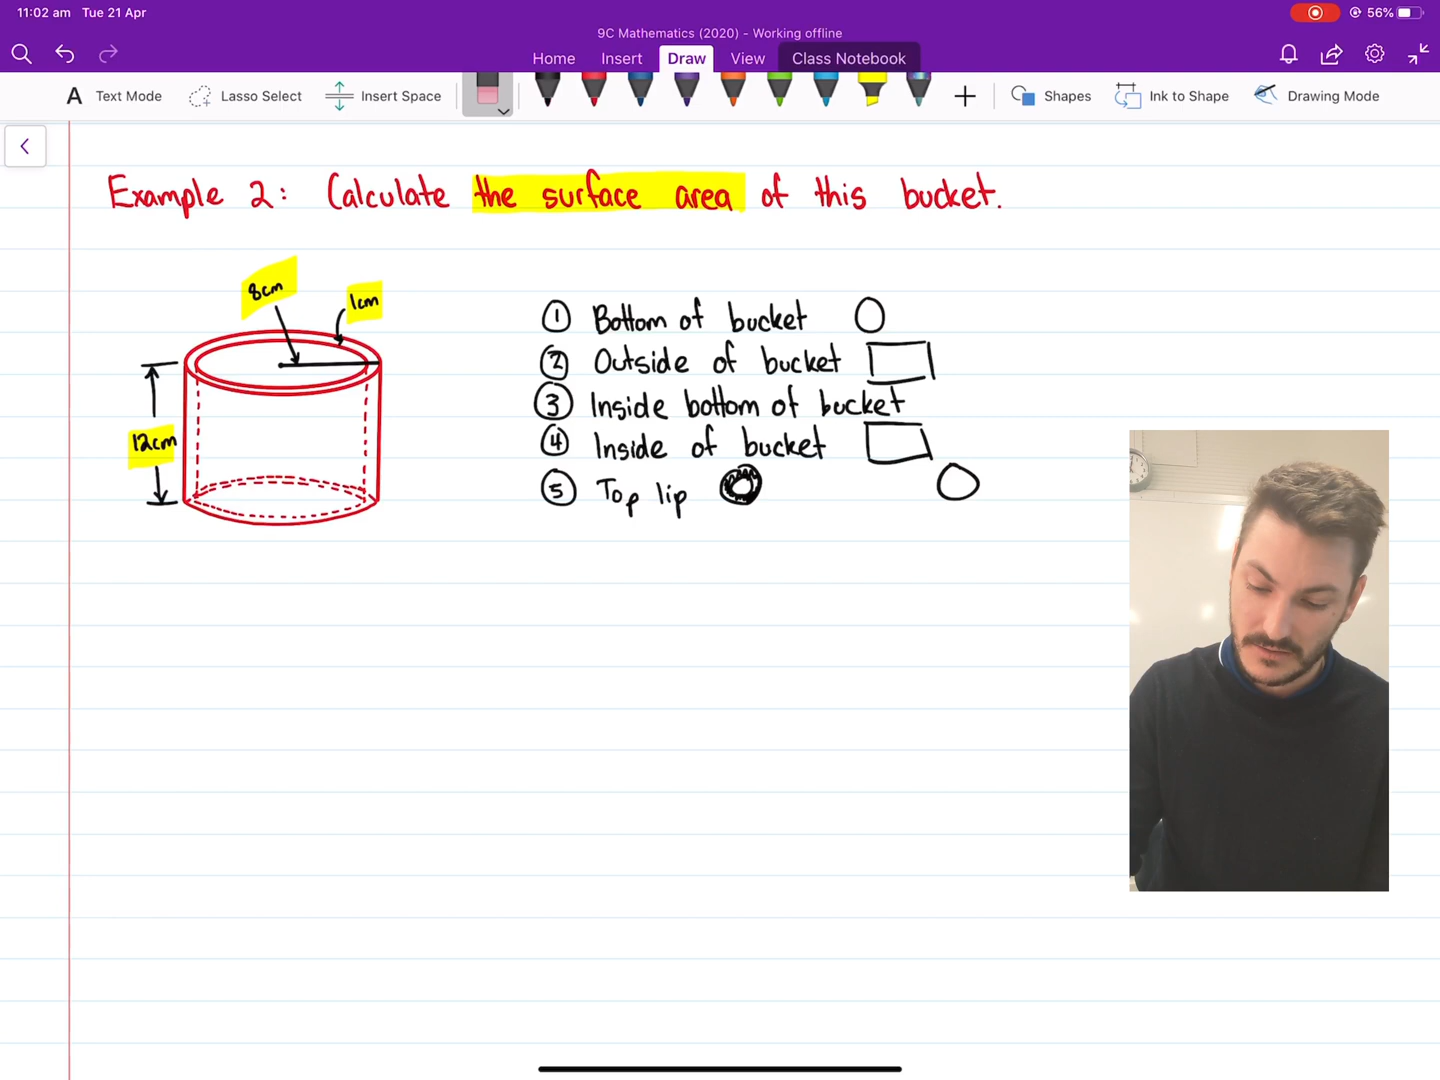 11:02 am Tue 21 Apr
56%
9C Mathematics (2020) - Working offline
Home Insert Draw View Class Notebook
A Text Mode Lasso Select Insert Space Shapes Ink to Shape Drawing Mode
Example 2: Calculate the surface area of this bucket.
8cm
1cm
12cm
1 Bottom of bucket
2 Outside of bucket
3 Inside bottom of bucket
4 Inside of bucket
5 Top lip